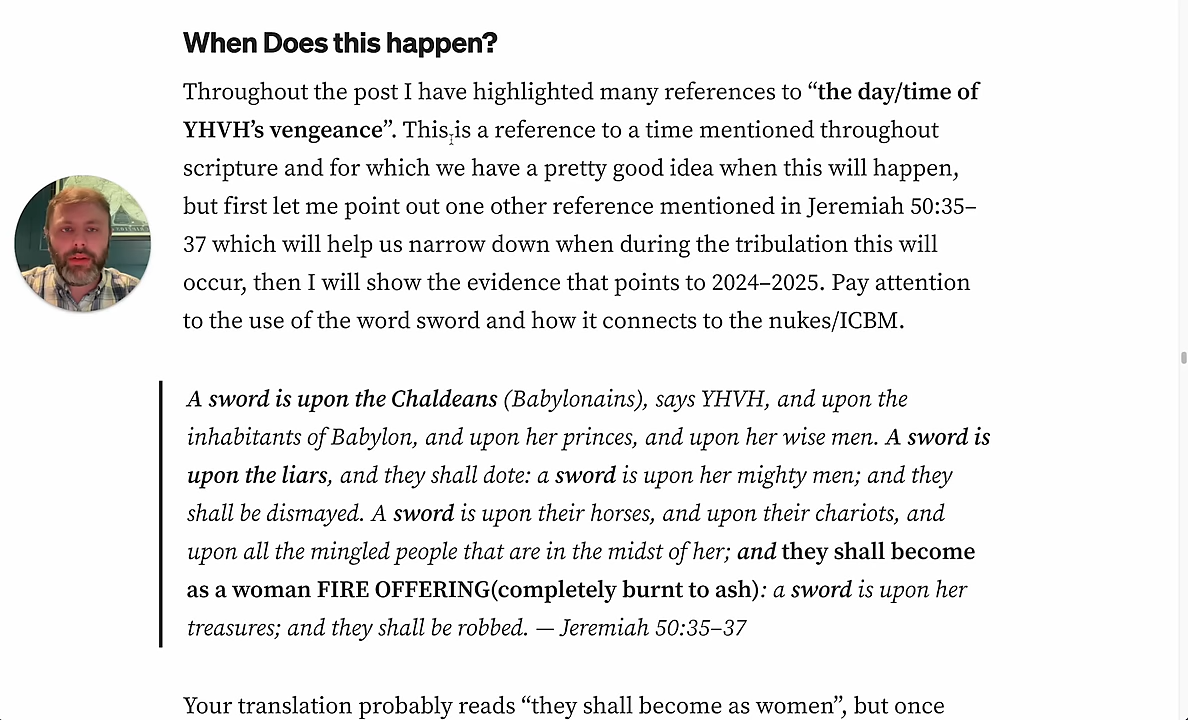 When Does this happen?
Throughout the post I have highlighted many references to “the day/time of
YHVH’s vengeance”. This is a reference to a time mentioned throughout
scripture and for which we have a pretty good idea when this will happen,
but first let me point out one other reference mentioned in Jeremiah 50:35–
37 which will help us narrow down when during the tribulation this will
occur, then I will show the evidence that points to 2024–2025. Pay attention
to the use of the word sword and how it connects to the nukes/ICBM.
A sword is upon the Chaldeans (Babylonains), says YHVH, and upon the
inhabitants of Babylon, and upon her princes, and upon her wise men. A sword is
upon the liars, and they shall dote: a sword is upon her mighty men; and they
shall be dismayed. A sword is upon their horses, and upon their chariots, and
upon all the mingled people that are in the midst of her; and they shall become
as a woman FIRE OFFERING(completely burnt to ash): a sword is upon her
treasures; and they shall be robbed. — Jeremiah 50:35–37
Your translation probably reads “they shall become as women”, but once